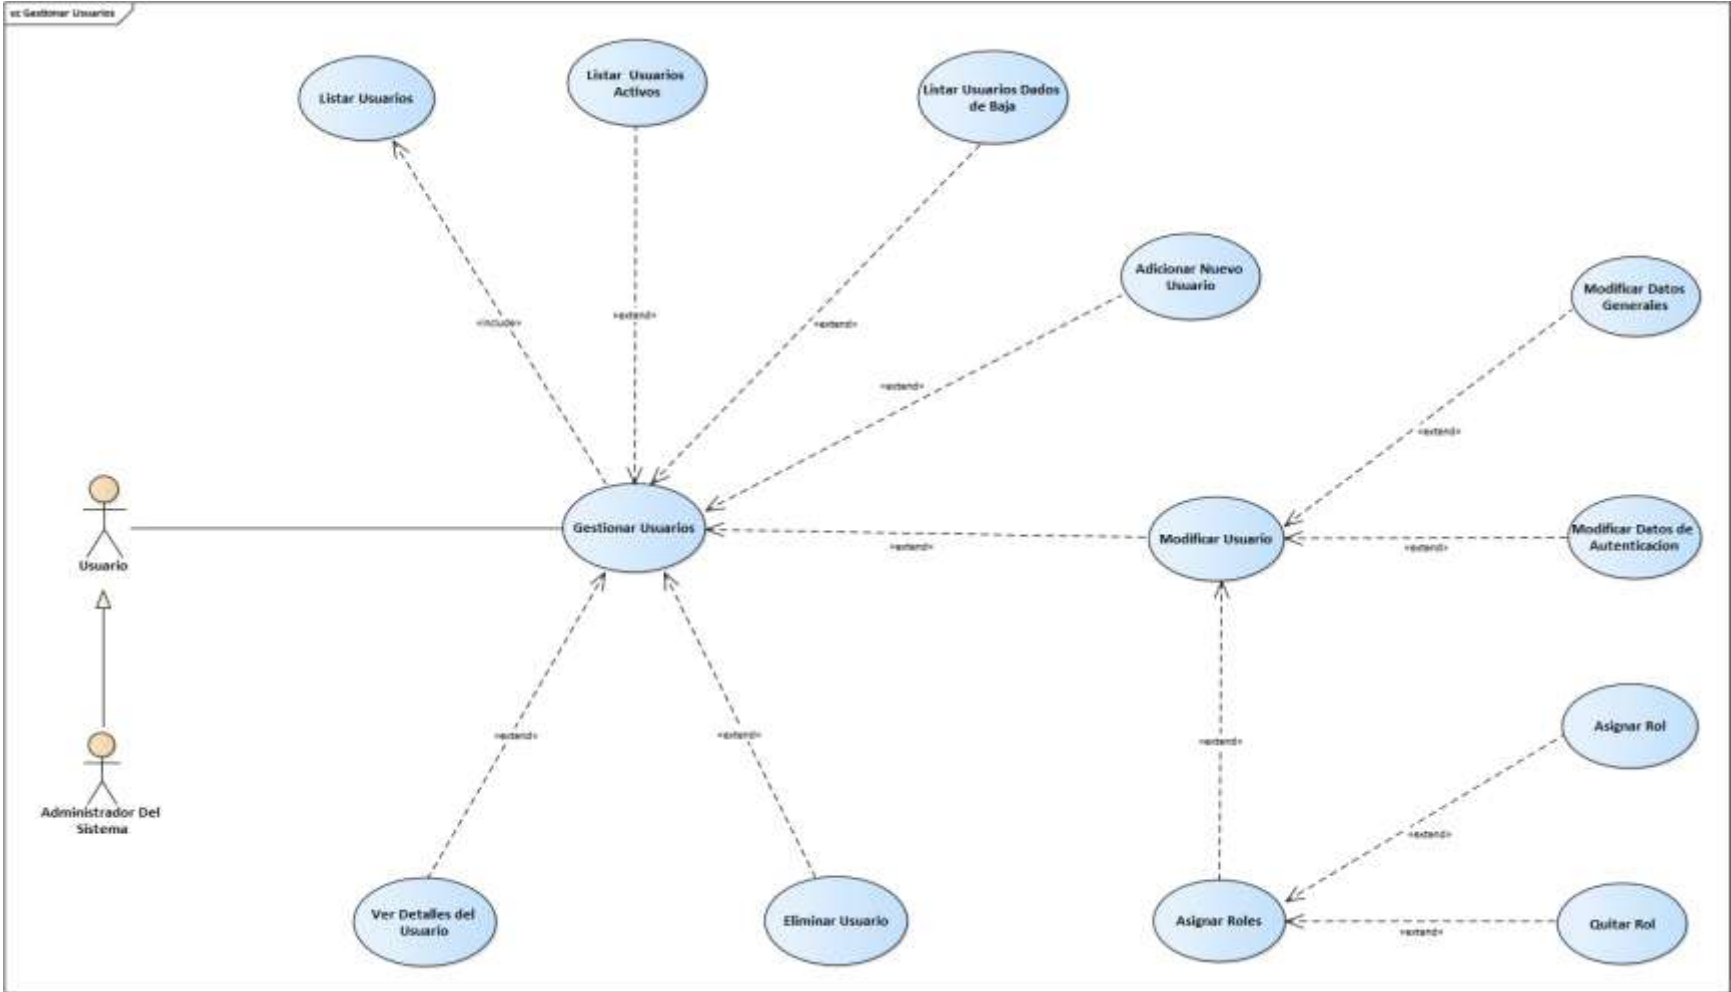 uc Gestionar Usuarios
Listar Usuarios
Listar Usuarios
Activos
Listar Usuarios Dados
de Baja
Adicionar Nuevo
Usuario
Modificar Datos
Generales
«include»
«extend»
«extend»
«extend»
«extend»
Usuario
Gestionar Usuarios
«extend»
Modificar Usuario
«extend»
Modificar Datos de
Autenticacion
«extend»
«extend»
«extend»
Asignar Rol
Administrador Del
Sistema
«extend»
Ver Detalles del
Usuario
Eliminar Usuario
Asignar Roles
«extend»
Quitar Rol